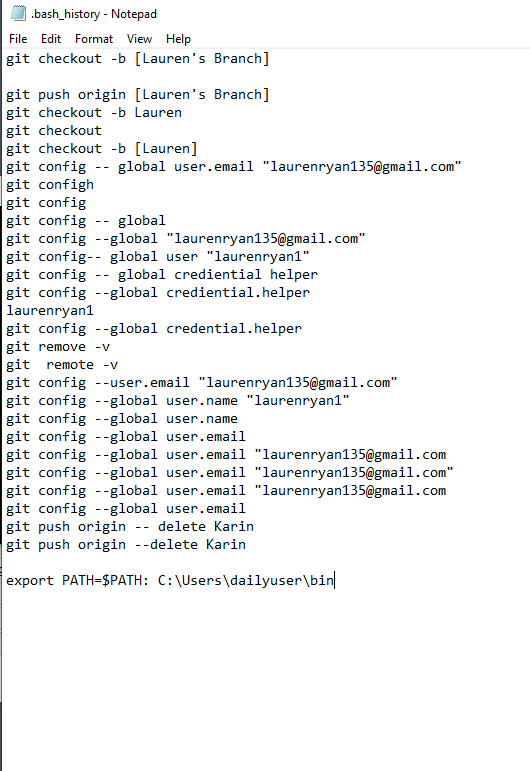 .bash_history - Notepad
File Edit Format View Help
git checkout -b [Lauren's Branch]
git push origin [Lauren's Branch]
git checkout -b Lauren
git checkout
git checkout -b [Lauren]
git config -- global user.email "laurenryan135@gmail.com"
git configh
git config
git config -- global
git config --global "laurenryan135@gmail.com"
git config-- global user "laurenryan1"
git config -- global crediential helper
git config --global crediential.helper
laurenryan1
git config --global credential.helper
git remove -v
git  remote -v
git config --user.email "laurenryan135@gmail.com"
git config --global user.name "laurenryan1"
git config --global user.name
git config --global user.email
git config --global user.email "laurenryan135@gmail.com
git config --global user.email "laurenryan135@gmail.com"
git config --global user.email "laurenryan135@gmail.com
git config --global user.email
git push origin -- delete Karin
git push origin --delete Karin
export PATH=$PATH: C:\Users\dailyuser\bin